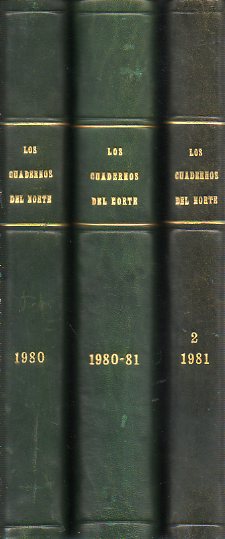 LOS
CUADERNOS
DEL NORTE
1980
LOS
CUADERNOS
DEL NORTE
1980-81
LOS
CUADERNOS
DEL NORTE
2
1981